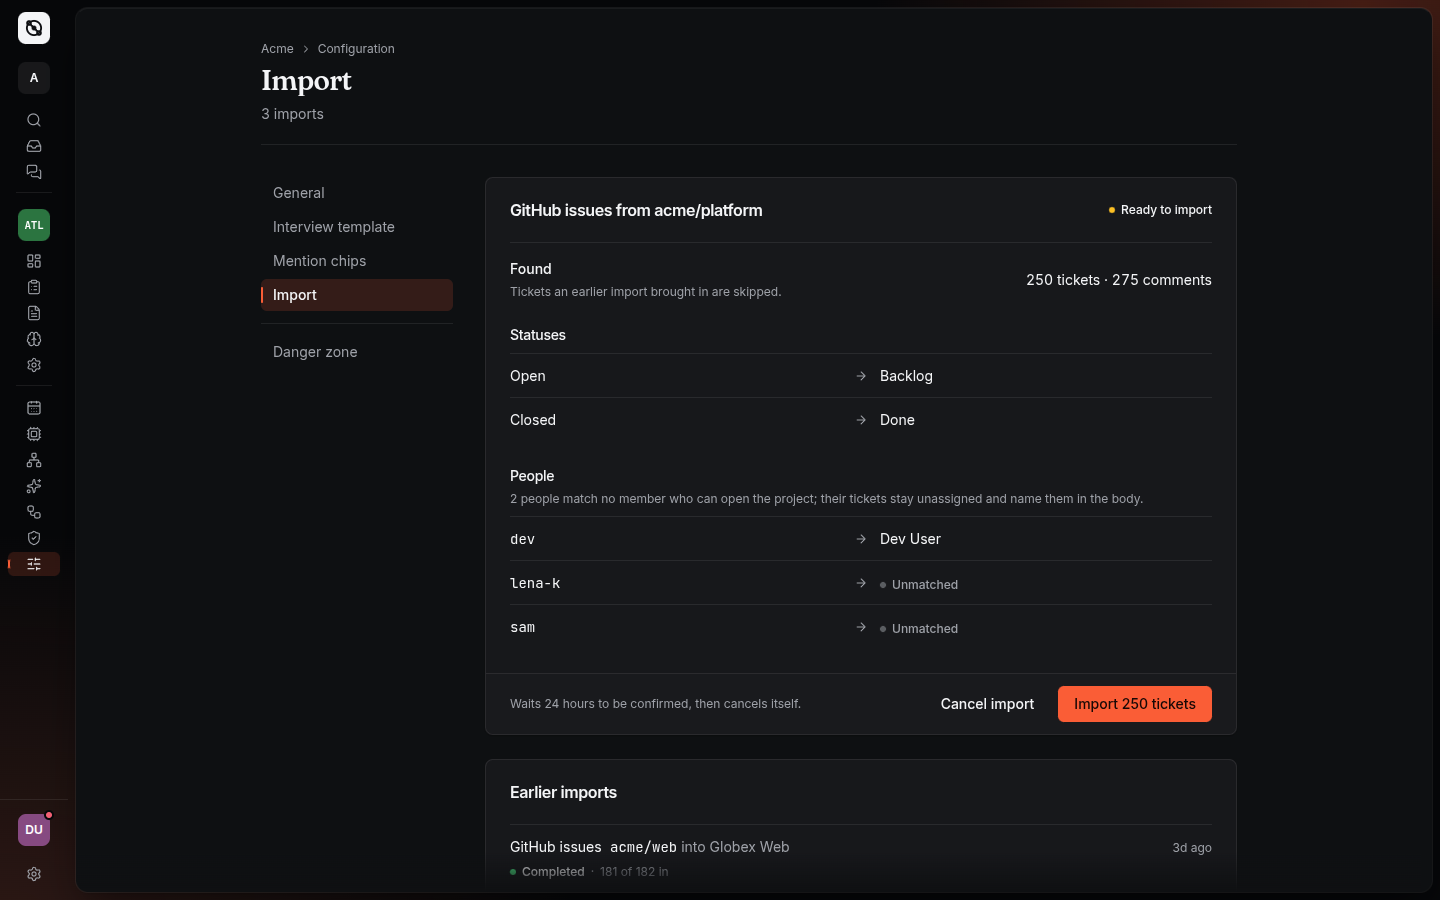 A
ATL
DU
Acme > Configuration
Import
3 imports
General
Interview template
Mention chips
Import
Danger zone
GitHub issues from acme/platform
Ready to import
Found
Tickets an earlier import brought in are skipped.
250 tickets · 275 comments
Statuses
Open → Backlog
Closed → Done
People
2 people match no member who can open the project; their tickets stay unassigned and name them in the body.
dev → Dev User
lena-k → Unmatched
sam → Unmatched
Waits 24 hours to be confirmed, then cancels itself.
Cancel import
Import 250 tickets
Earlier imports
GitHub issues acme/web into Globex Web
3d ago
Completed · 181 of 182 in